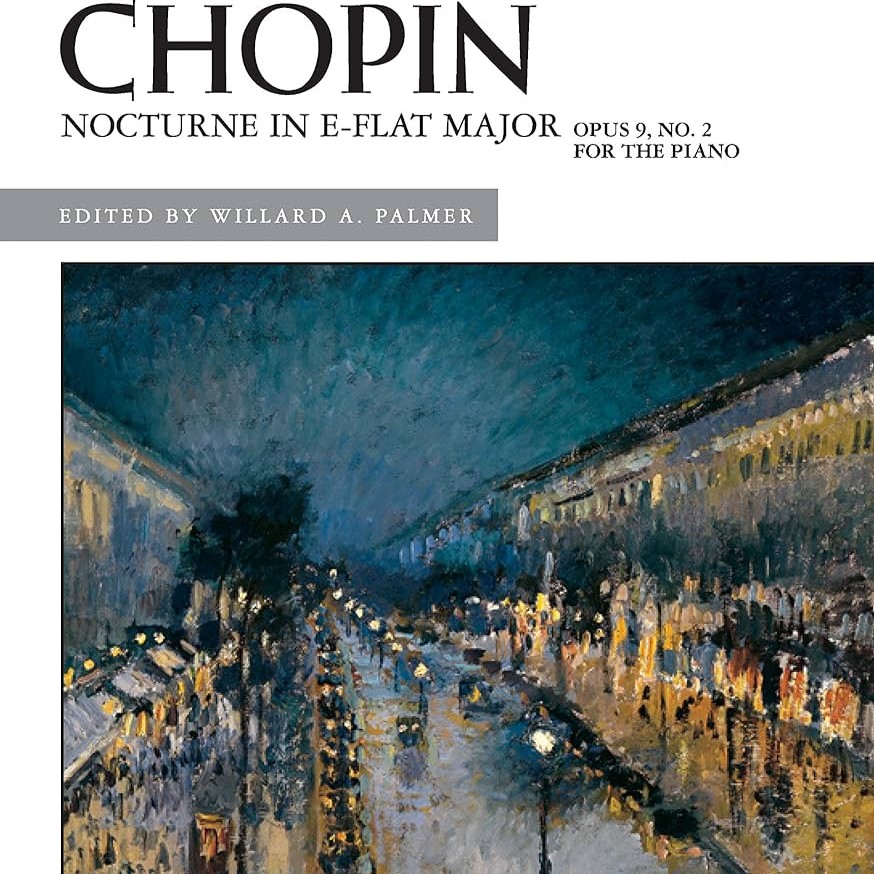 CHOPIN
NOCTURNE IN E-FLAT MAJOR OPUS 9, NO. 2
FOR THE PIANO
EDITED BY WILLARD A. PALMER